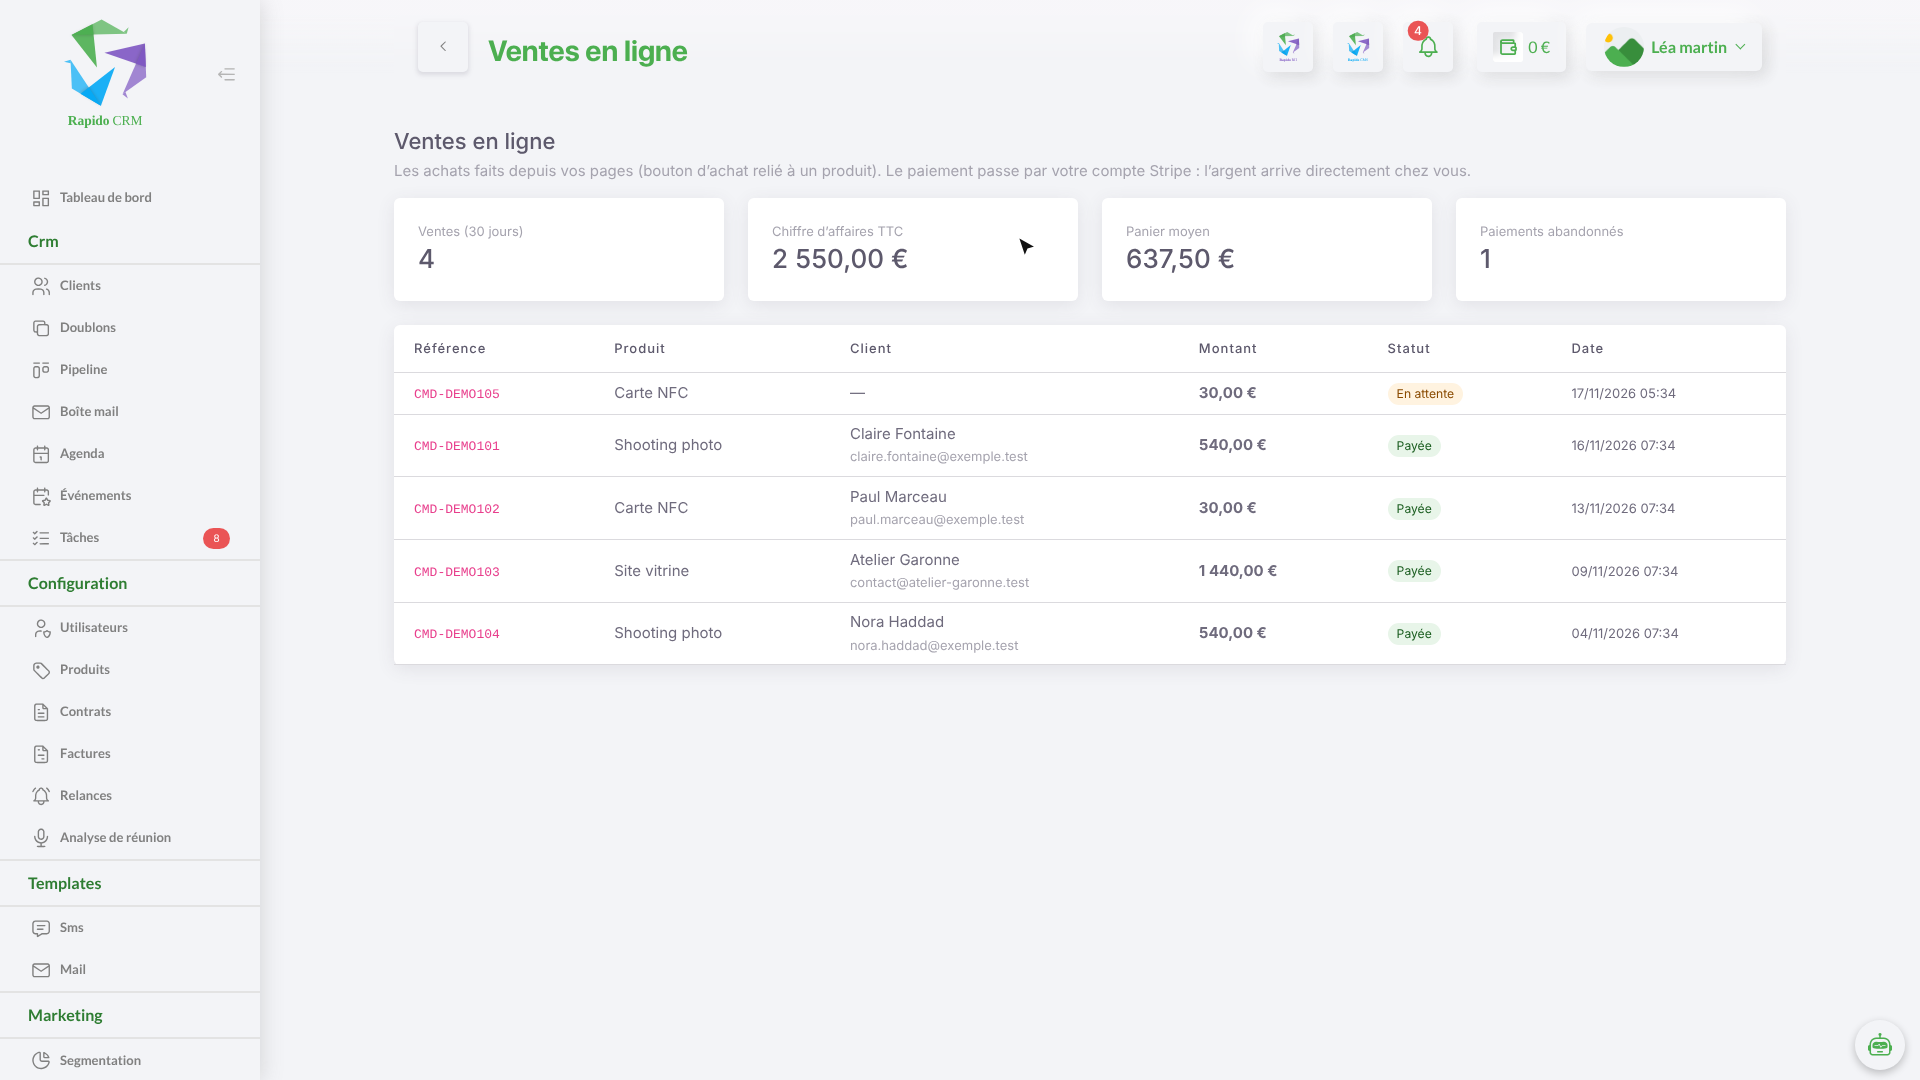 Rapido CRM
Tableau de bord
Crm
Clients
Doublons
Pipeline
Boîte mail
Agenda
Événements
Tâches
8
Configuration
Utilisateurs
Produits
Contrats
Factures
Relances
Analyse de réunion
Templates
Sms
Mail
Marketing
Segmentation
Ventes en ligne
4
0 €
Léa martin
Ventes en ligne
Les achats faits depuis vos pages (bouton d’achat relié à un produit). Le paiement passe par votre compte Stripe : l’argent arrive directement chez vous.
Ventes (30 jours)
4
Chiffre d’affaires TTC
2 550,00 €
Panier moyen
637,50 €
Paiements abandonnés
1
Référence Produit Client Montant Statut Date
CMD-DEMO105 Carte NFC — 30,00 € En attente 17/11/2026 05:34
CMD-DEMO101 Shooting photo Claire Fontaine 540,00 € Payée 16/11/2026 07:34
claire.fontaine@exemple.test
CMD-DEMO102 Carte NFC Paul Marceau 30,00 € Payée 13/11/2026 07:34
paul.marceau@exemple.test
CMD-DEMO103 Site vitrine Atelier Garonne 1 440,00 € Payée 09/11/2026 07:34
contact@atelier-garonne.test
CMD-DEMO104 Shooting photo Nora Haddad 540,00 € Payée 04/11/2026 07:34
nora.haddad@exemple.test